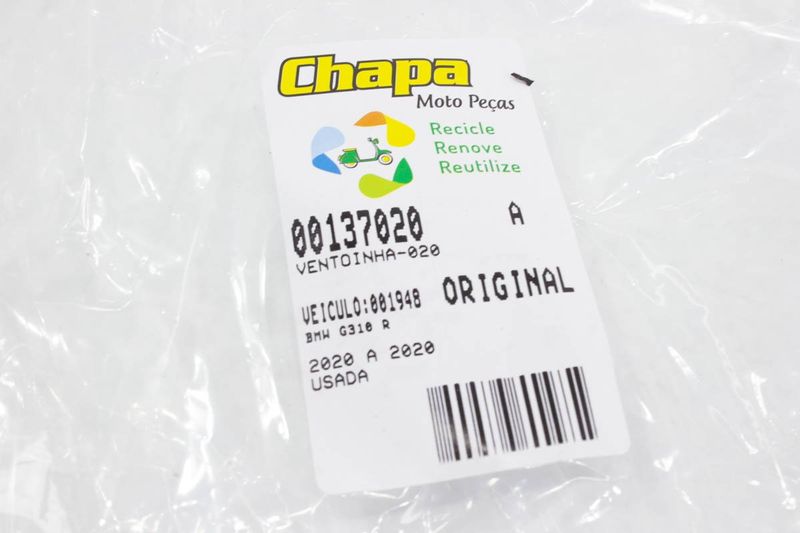 Chapa
Moto Peças
Recicle
Renove
Reutilize
00137020 A
VENTOINHA-020
VEICULO:001948 ORIGINAL
BMW G310 R
2020 A 2020
USADA